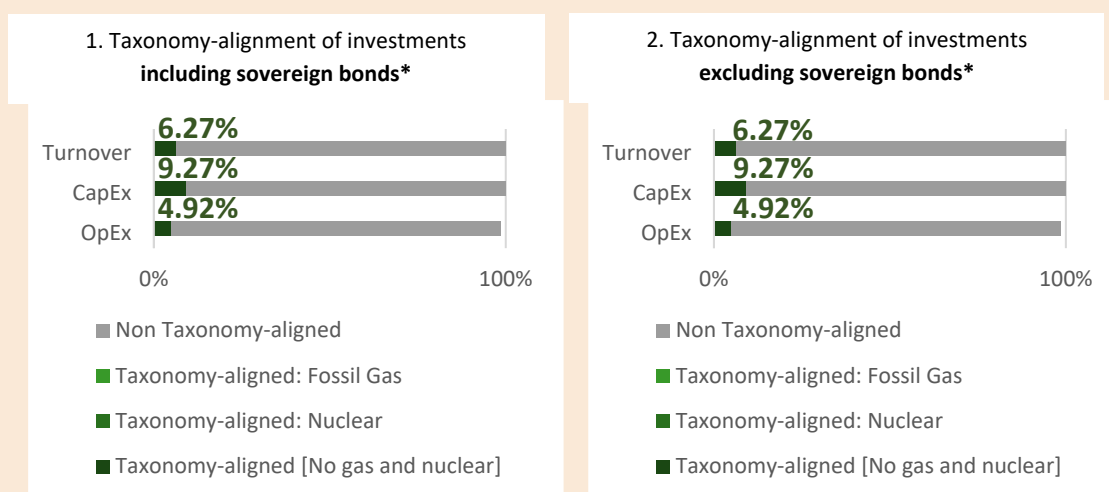 1. Taxonomy-alignment of investments
including sovereign bonds*
6.27%
Turnover
9.27%
CapEx
4.92%
OpEx
0% 100%
Non Taxonomy-aligned
Taxonomy-aligned: Fossil Gas
Taxonomy-aligned: Nuclear
Taxonomy-aligned [No gas and nuclear]
2. Taxonomy-alignment of investments
excluding sovereign bonds*
6.27%
Turnover
9.27%
CapEx
4.92%
OpEx
0% 100%
Non Taxonomy-aligned
Taxonomy-aligned: Fossil Gas
Taxonomy-aligned: Nuclear
Taxonomy-aligned [No gas and nuclear]